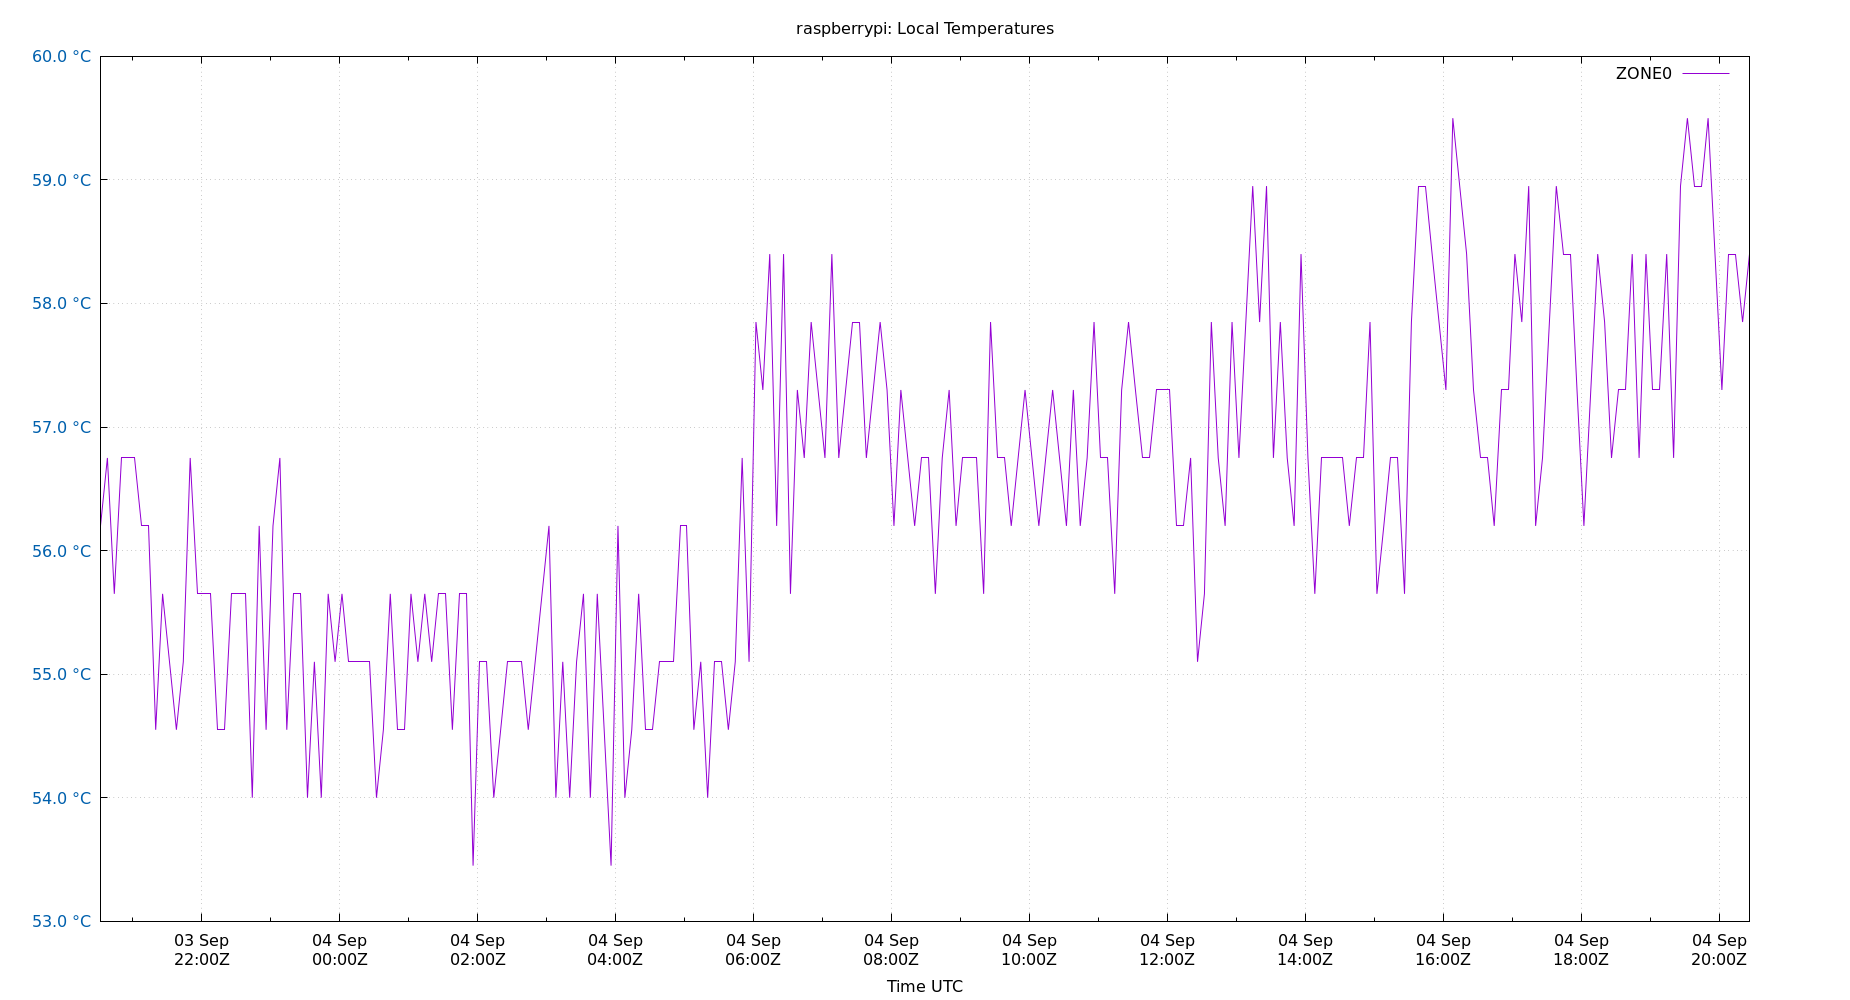 raspberrypi: Local Temperatures
60.0 °C
ZONE0
59.0 °C
58.0 °C
57.0 °C
56.0 °C
55.0 °C
54.0 °C
53.0 °C
03 Sep 04 Sep 04 Sep 04 Sep 04 Sep 04 Sep 04 Sep 04 Sep 04 Sep 04 Sep 04 Sep 04 Sep
22:00Z 00:00Z 02:00Z 04:00Z 06:00Z 08:00Z 10:00Z 12:00Z 14:00Z 16:00Z 18:00Z 20:00Z
Time UTC